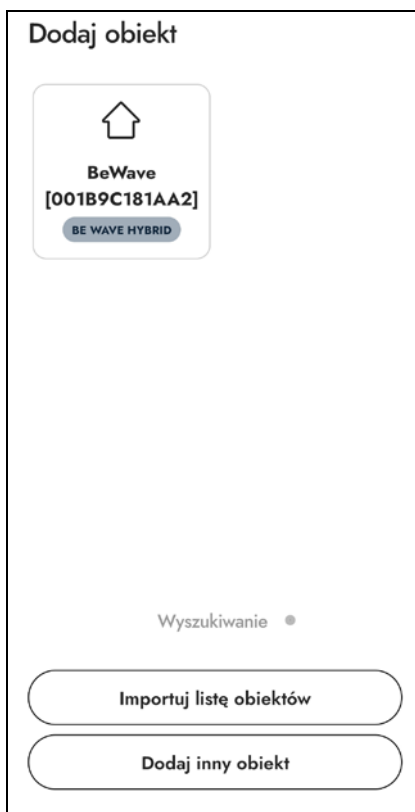 Dodaj obiekt
BeWave
[001B9C181AA2]
BE WAVE HYBRID
Wyszukiwanie
Importuj listę obiektów
Dodaj inny obiekt